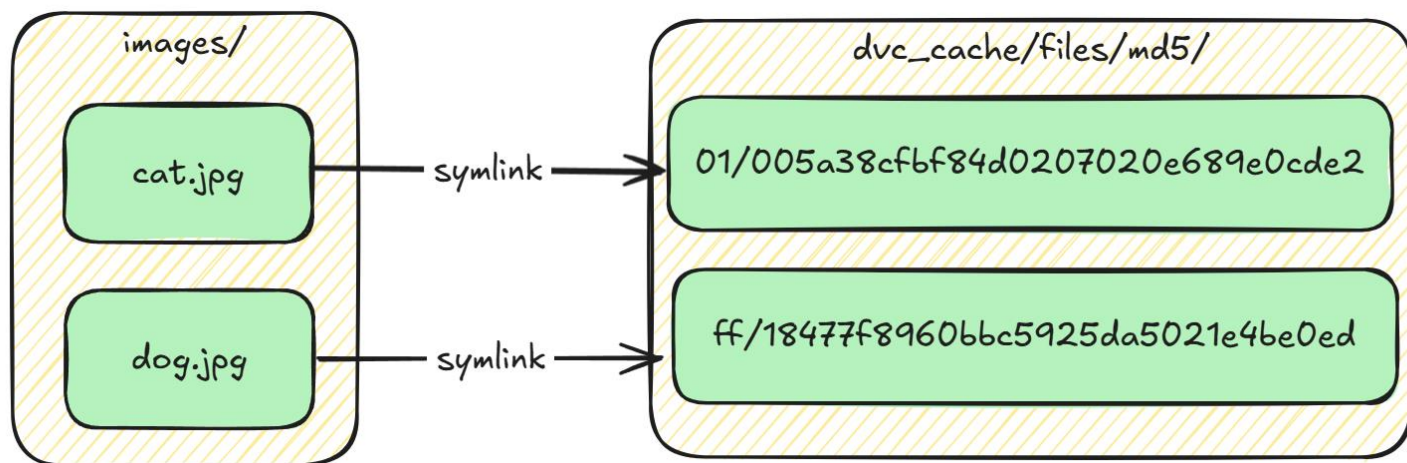 images/
cat.jpg
dog.jpg
symlink
symlink
dvc_cache/files/md5/
01/005a38cfbf84d0207020e689e0cde2
ff/18477f8960bbc5925da5021e4be0ed